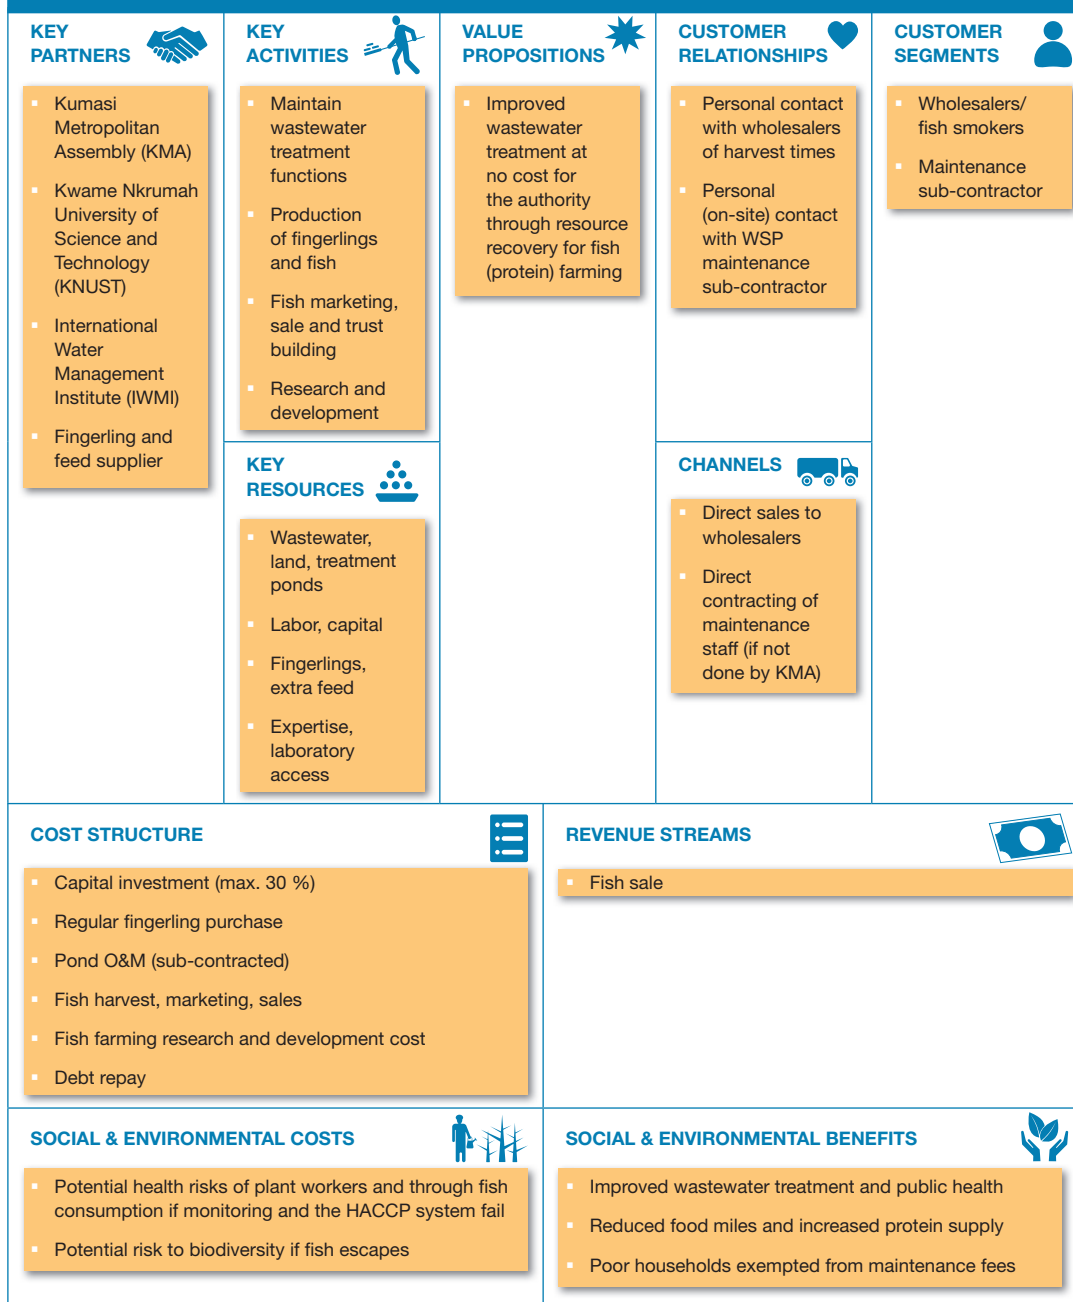 KEY
PARTNERS
Kumasi
Metropolitan
Assembly (KMA)
Kwame Nkrumah
University of
Science and
Technology
(KNUST)
International
Water
Management
Institute (IWMI)
Fingerling and
feed supplier
KEY
ACTIVITIES
Maintain
wastewater
treatment
functions
Production
of fingerlings
and fish
Fish marketing,
sale and trust
building
Research and
development
KEY
RESOURCES
Wastewater,
land, treatment
ponds
Labor, capital
Fingerlings,
extra feed
Expertise,
laboratory
access
VALUE
PROPOSITIONS
Improved
wastewater
treatment at
no cost for
the authority
through resource
recovery for fish
(protein) farming
CUSTOMER
RELATIONSHIPS
Personal contact
with wholesalers
of harvest times
Personal
(on-site) contact
with WSP
maintenance
sub-contractor
CHANNELS
Direct sales to
wholesalers
Direct
contracting of
maintenance
staff (if not
done by KMA)
CUSTOMER
SEGMENTS
Wholesalers/
fish smokers
Maintenance
sub-contractor
COST STRUCTURE
Capital investment (max. 30 %)
Regular fingerling purchase
Pond O&M (sub-contracted)
Fish harvest, marketing, sales
Fish farming research and development cost
Debt repay
REVENUE STREAMS
Fish sale
SOCIAL & ENVIRONMENTAL COSTS
Potential health risks of plant workers and through fish
consumption if monitoring and the HACCP system fail
Potential risk to biodiversity if fish escapes
SOCIAL & ENVIRONMENTAL BENEFITS
Improved wastewater treatment and public health
Reduced food miles and increased protein supply
Poor households exempted from maintenance fees